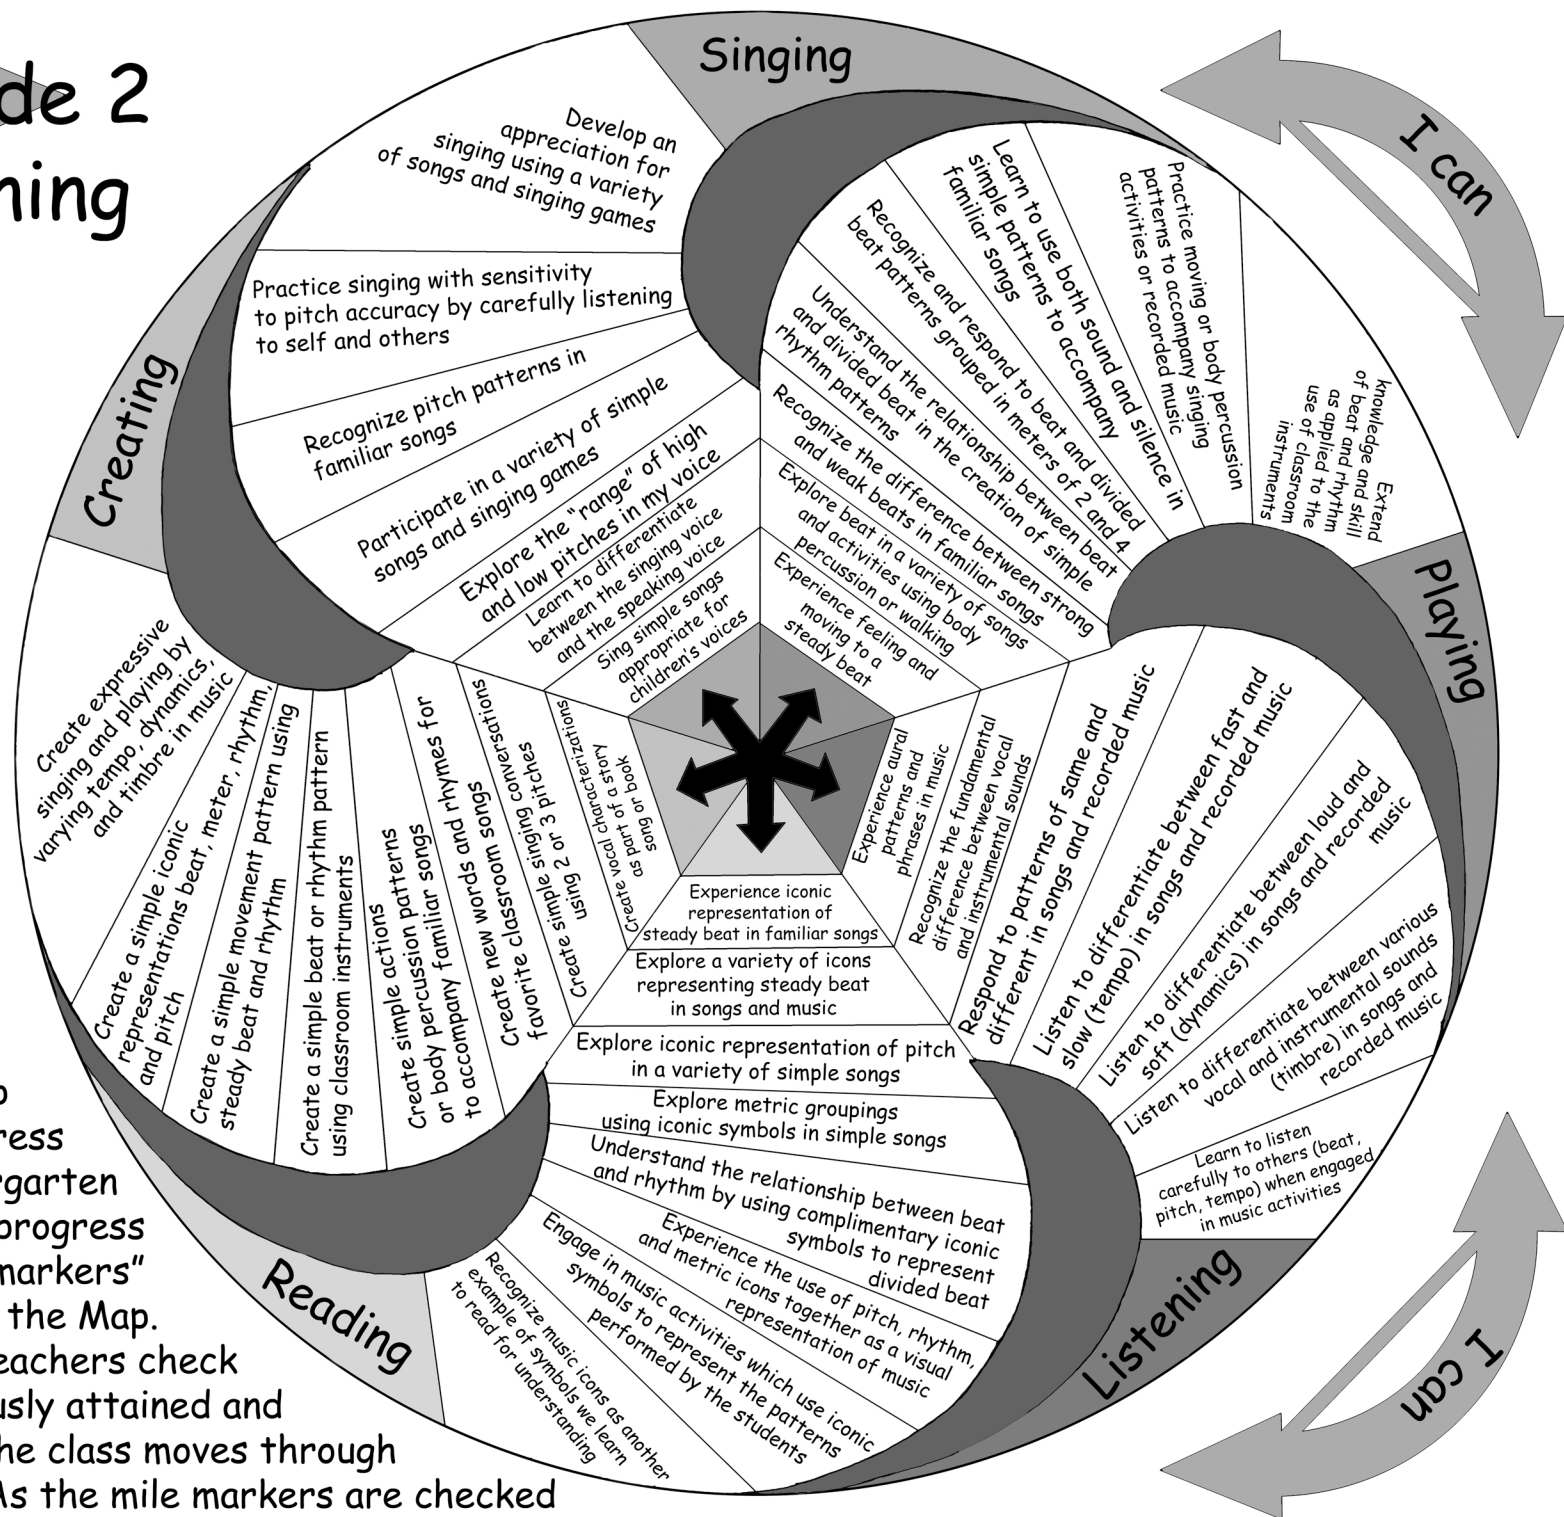 de 2
ning
Singing
Develop an
appreciation for
singing using a variety
of songs and singing games
Practice singing with sensitivity
to pitch accuracy by carefully listening
to self and others
Recognize pitch patterns in
familiar songs
Participate in a variety of simple
songs and singing games
Explore the “range” of high
and low pitches in my voice
Learn to differentiate
between the singing voice
and the speaking voice
Sing simple songs
appropriate for
children's voices
Playing
Extend
knowledge and skill
of beat and rhythm
as applied to the
use of classroom
instruments
Practice moving or body percussion
patterns to accompany singing
activities or recorded music
Learn to use both sound and silence in
simple patterns to accompany
familiar songs
Recognize and respond to beat and divided
beat patterns grouped in meters of 2 and 4
Understand the relationship between beat
and divided beat in the creation of simple
rhythm patterns
Recognize the difference between strong
and weak beats in familiar songs
Explore beat in a variety of songs
and activities using body
percussion or walking
Experience feeling and
moving to a
steady beat
Listening
Experience aural
patterns and
phrases in music
Recognize the fundamental
difference between vocal
and instrumental sounds
Respond to patterns of same and
different in songs and recorded music
Listen to differentiate between fast and
slow (tempo) in songs and recorded music
Listen to differentiate between loud and
soft (dynamics) in songs and recorded
music
Listen to differentiate between various
vocal and instrumental sounds
(timbre) in songs and
recorded music
Learn to listen
carefully to others (beat,
pitch, tempo) when engaged
in music activities
Reading
Experience iconic
representation of
steady beat in familiar songs
Explore a variety of icons
representing steady beat
in songs and music
Explore iconic representation of pitch
in a variety of simple songs
Explore metric groupings
using iconic symbols in simple songs
Understand the relationship between beat
and rhythm by using complimentary iconic
symbols to represent
divided beat
Experience the use of pitch, rhythm,
and metric icons together as a visual
representation of music
Engage in music activities which use iconic
symbols to represent the patterns
performed by the students
Recognize music icons as another
example of symbols we learn
to read for understanding
Creating
Create expressive
singing and playing by
varying tempo, dynamics,
and timbre in music
Create a simple iconic
representations beat, meter, rhythm,
and pitch
Create a simple movement pattern using
steady beat and rhythm
Create a simple beat or rhythm pattern
using classroom instruments
Create simple actions
or body percussion patterns
to accompany familiar songs
Create new words and rhymes for
favorite classroom songs
Create simple singing conversations
using 2 or 3 pitches
Create vocal characterizations
as part of a story
song or book
I can
I can
p
ress
rgarten
progress
markers”
the Map.
eachers check
usly attained and
he class moves through
As the mile markers are checked